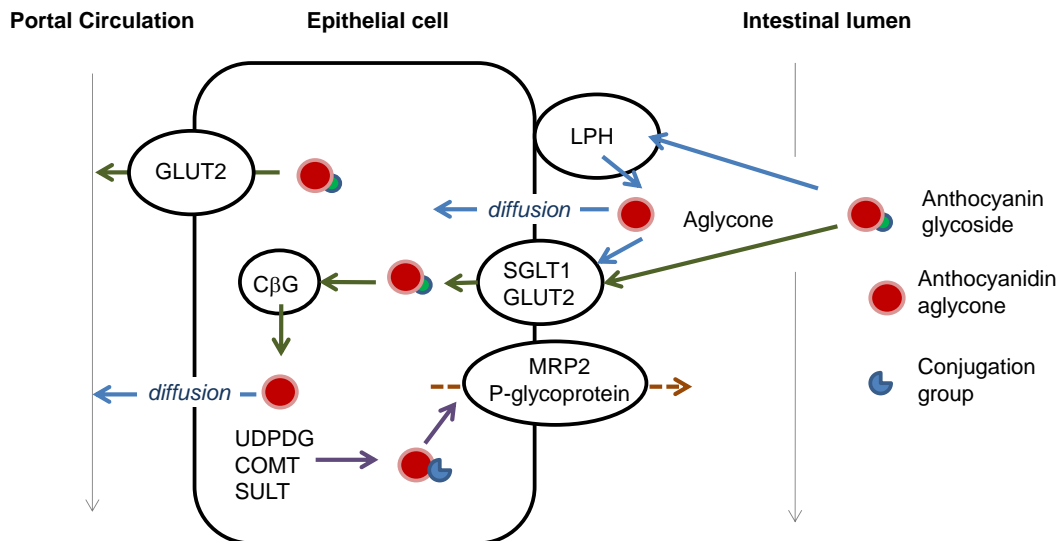 Portal Circulation
Epithelial cell
Intestinal lumen
LPH
GLUT2
diffusion
Aglycone
Anthocyanin
glycoside
SGLT1
GLUT2
CβG
Anthocyanidin
aglycone
MRP2
P-glycoprotein
diffusion
Conjugation
group
UDPDG
COMT
SULT